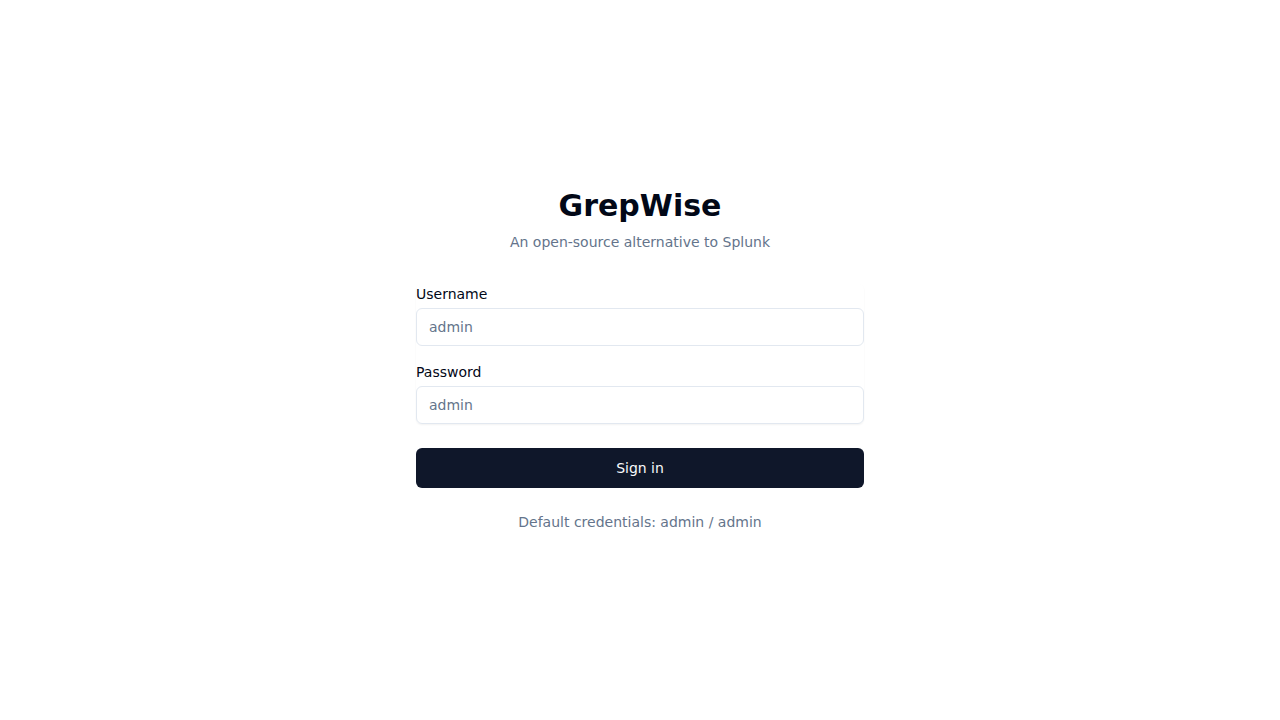 GrepWise
An open-source alternative to Splunk
Username
admin
Password
admin
Sign in
Default credentials: admin / admin